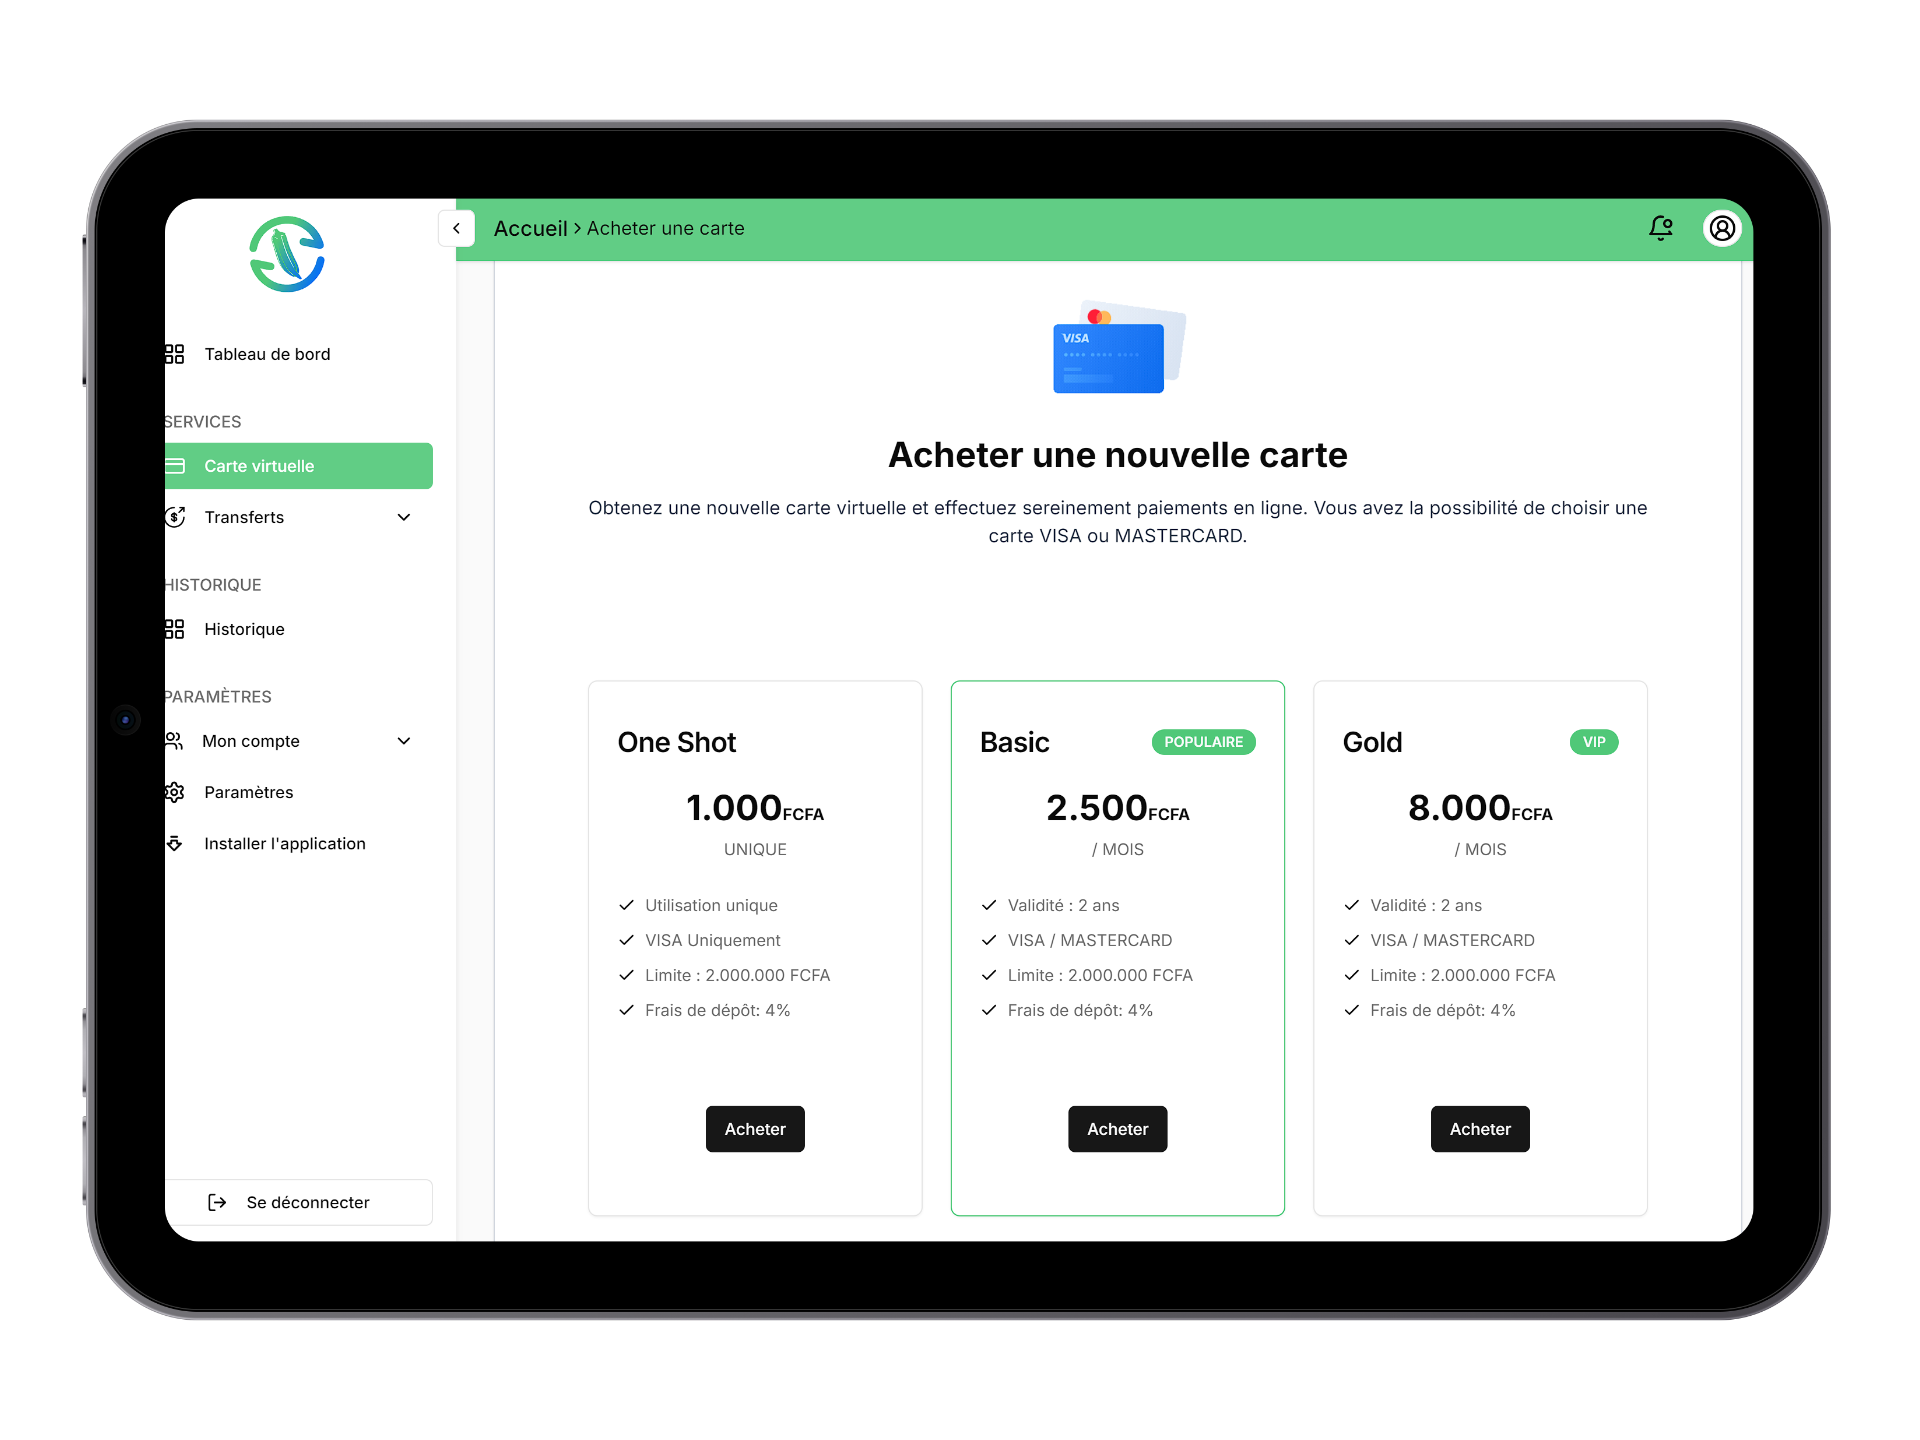 Accueil > Acheter une carte
Tableau de bord
SERVICES
Carte virtuelle
Transferts
HISTORIQUE
Historique
PARAMÈTRES
Mon compte
Paramètres
Installer l'application
Se déconnecter
VISA
Acheter une nouvelle carte
Obtenez une nouvelle carte virtuelle et effectuez sereinement paiements en ligne. Vous avez la possibilité de choisir une
carte VISA ou MASTERCARD.
One Shot
1.000FCFA
UNIQUE
Utilisation unique
VISA Uniquement
Limite : 2.000.000 FCFA
Frais de dépôt: 4%
Acheter
Basic
POPULAIRE
2.500FCFA
/ MOIS
Validité : 2 ans
VISA / MASTERCARD
Limite : 2.000.000 FCFA
Frais de dépôt: 4%
Acheter
Gold
VIP
8.000FCFA
/ MOIS
Validité : 2 ans
VISA / MASTERCARD
Limite : 2.000.000 FCFA
Frais de dépôt: 4%
Acheter